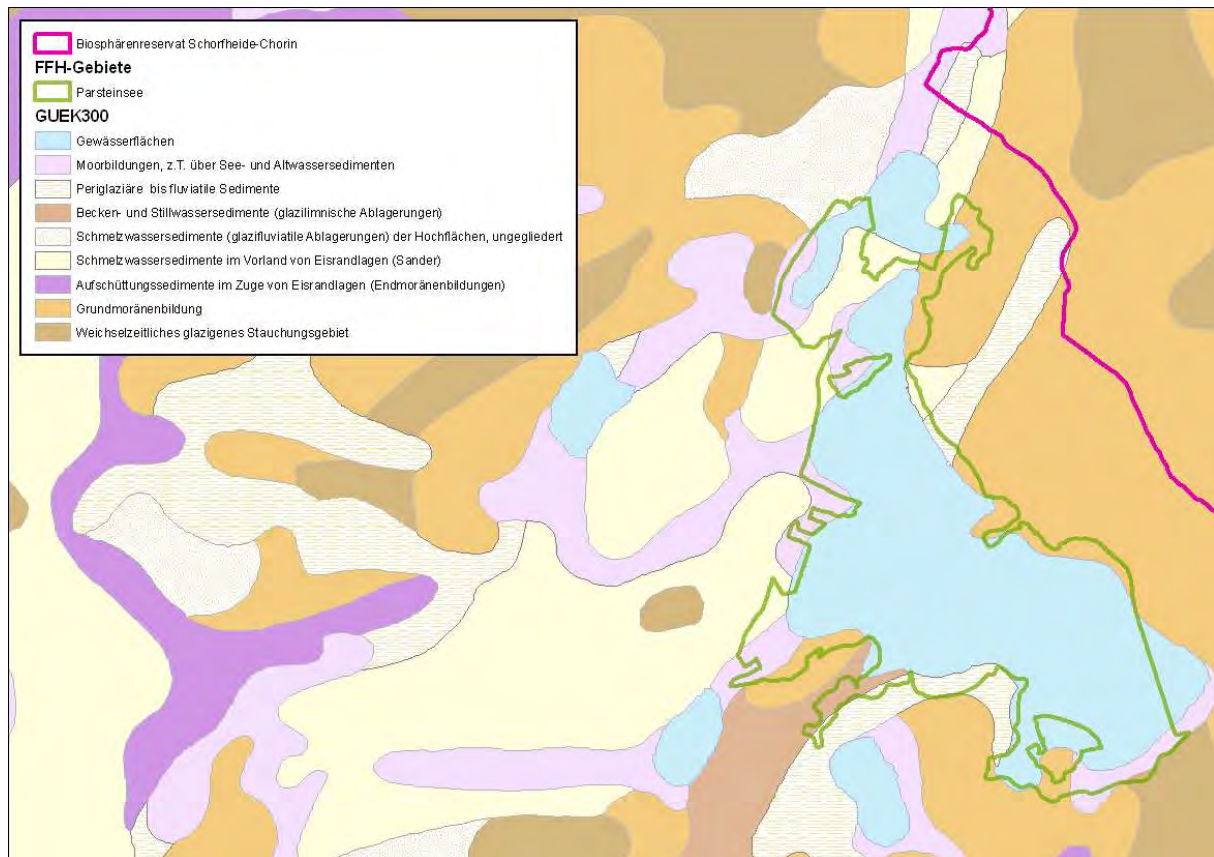 Biosphärenreservat Schorfheide-Chorin
FFH-Gebiete
Parsteinsee
GUEK300
Gewässerflächen
Moorbildungen, z.T. über See- und Altwassersedimenten
Periglaziäre bis fluviatile Sedimente
Becken- und Stillwassersedimente (glazilimnische Ablagerungen)
Schmelzwassersedimente (glazifluviatile Ablagerungen) der Hochflächen, ungegliedert
Schmelzwassersedimente im Vorland von Eisrandlagen (Sander)
Aufschüttungssedimente im Zuge von Eisrandlagen (Endmoränenbildungen)
Grundmoränenbildung
Weichselzeitliches glazigenes Stauchungsgebiet